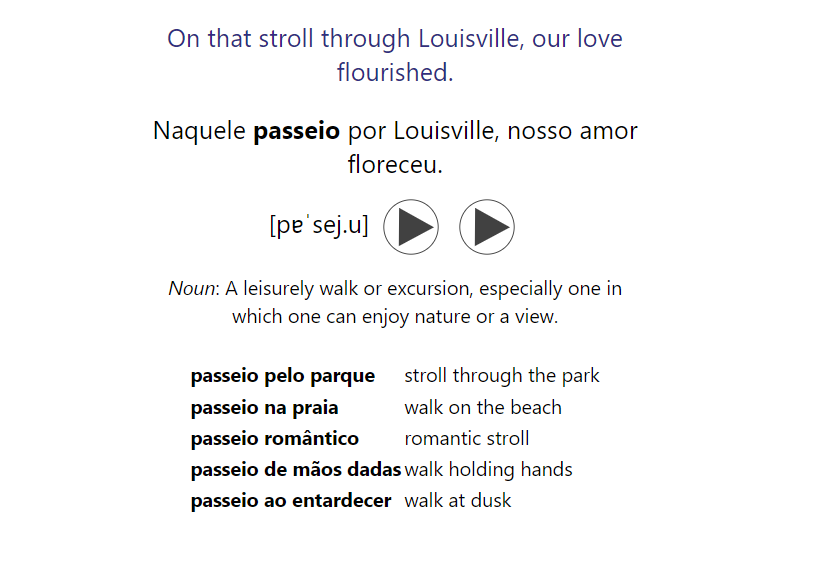 On that stroll through Louisville, our love
flourished.
Naquele passeio por Louisville, nosso amor
floreceu.
[pɐˈsej.u]
Noun: A leisurely walk or excursion, especially one in
which one can enjoy nature or a view.
passeio pelo parque stroll through the park
passeio na praia walk on the beach
passeio romântico romantic stroll
passeio de mãos dadas walk holding hands
passeio ao entardecer walk at dusk